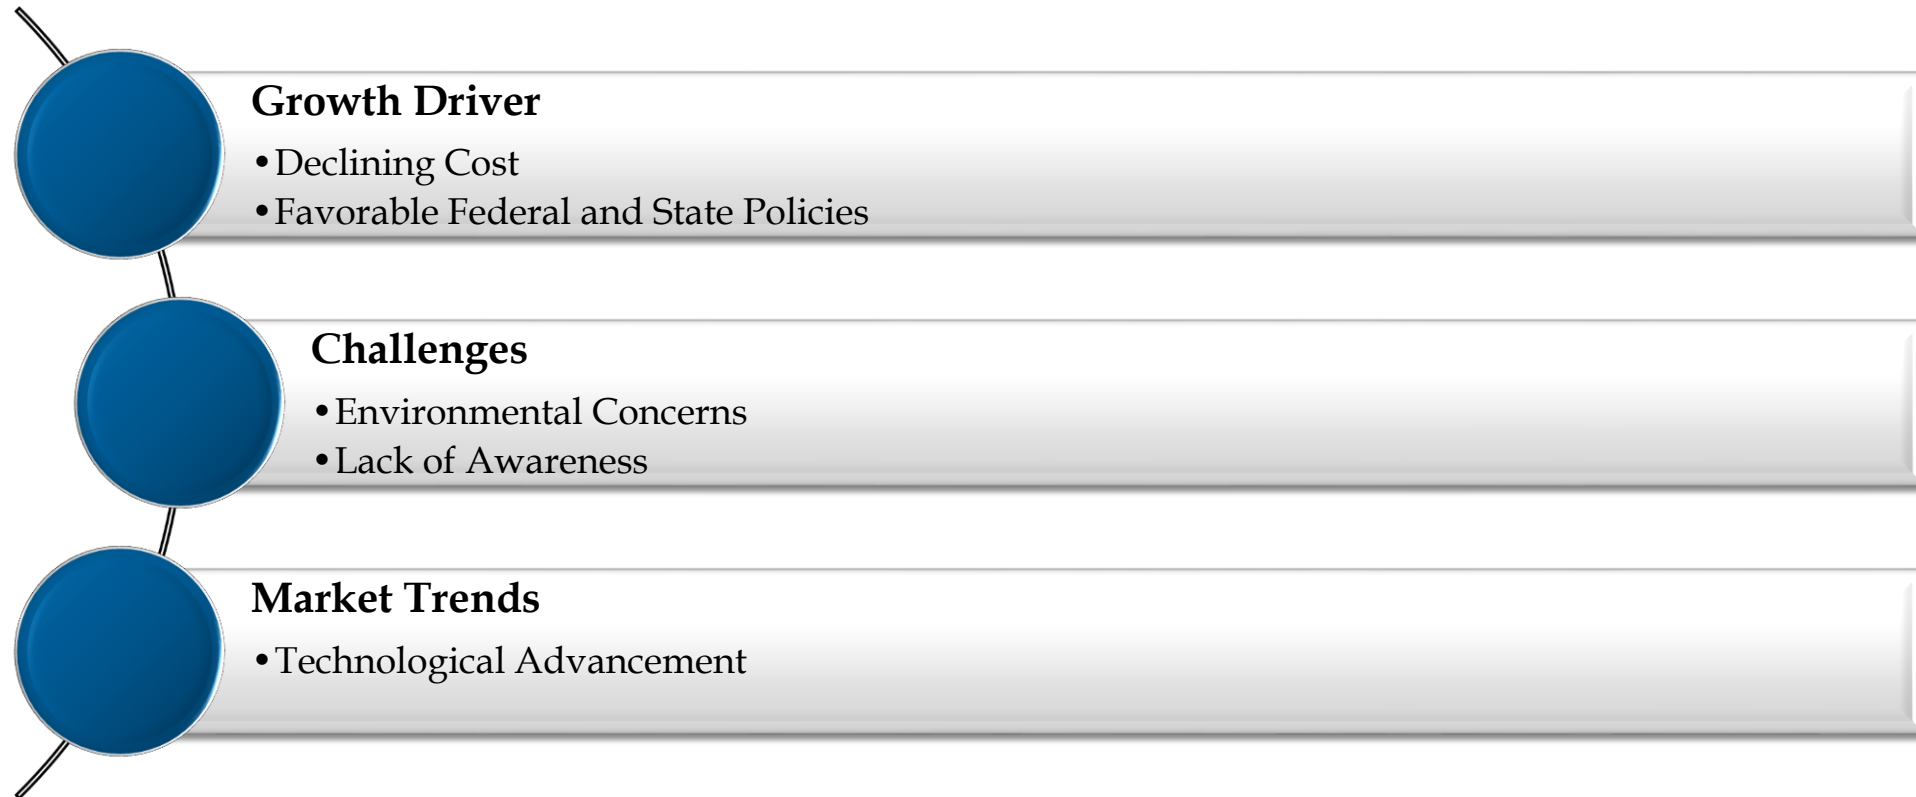 Growth Driver
•Declining Cost
•Favorable Federal and State Policies
Challenges
•Environmental Concerns
•Lack of Awareness
Market Trends
•Technological Advancement